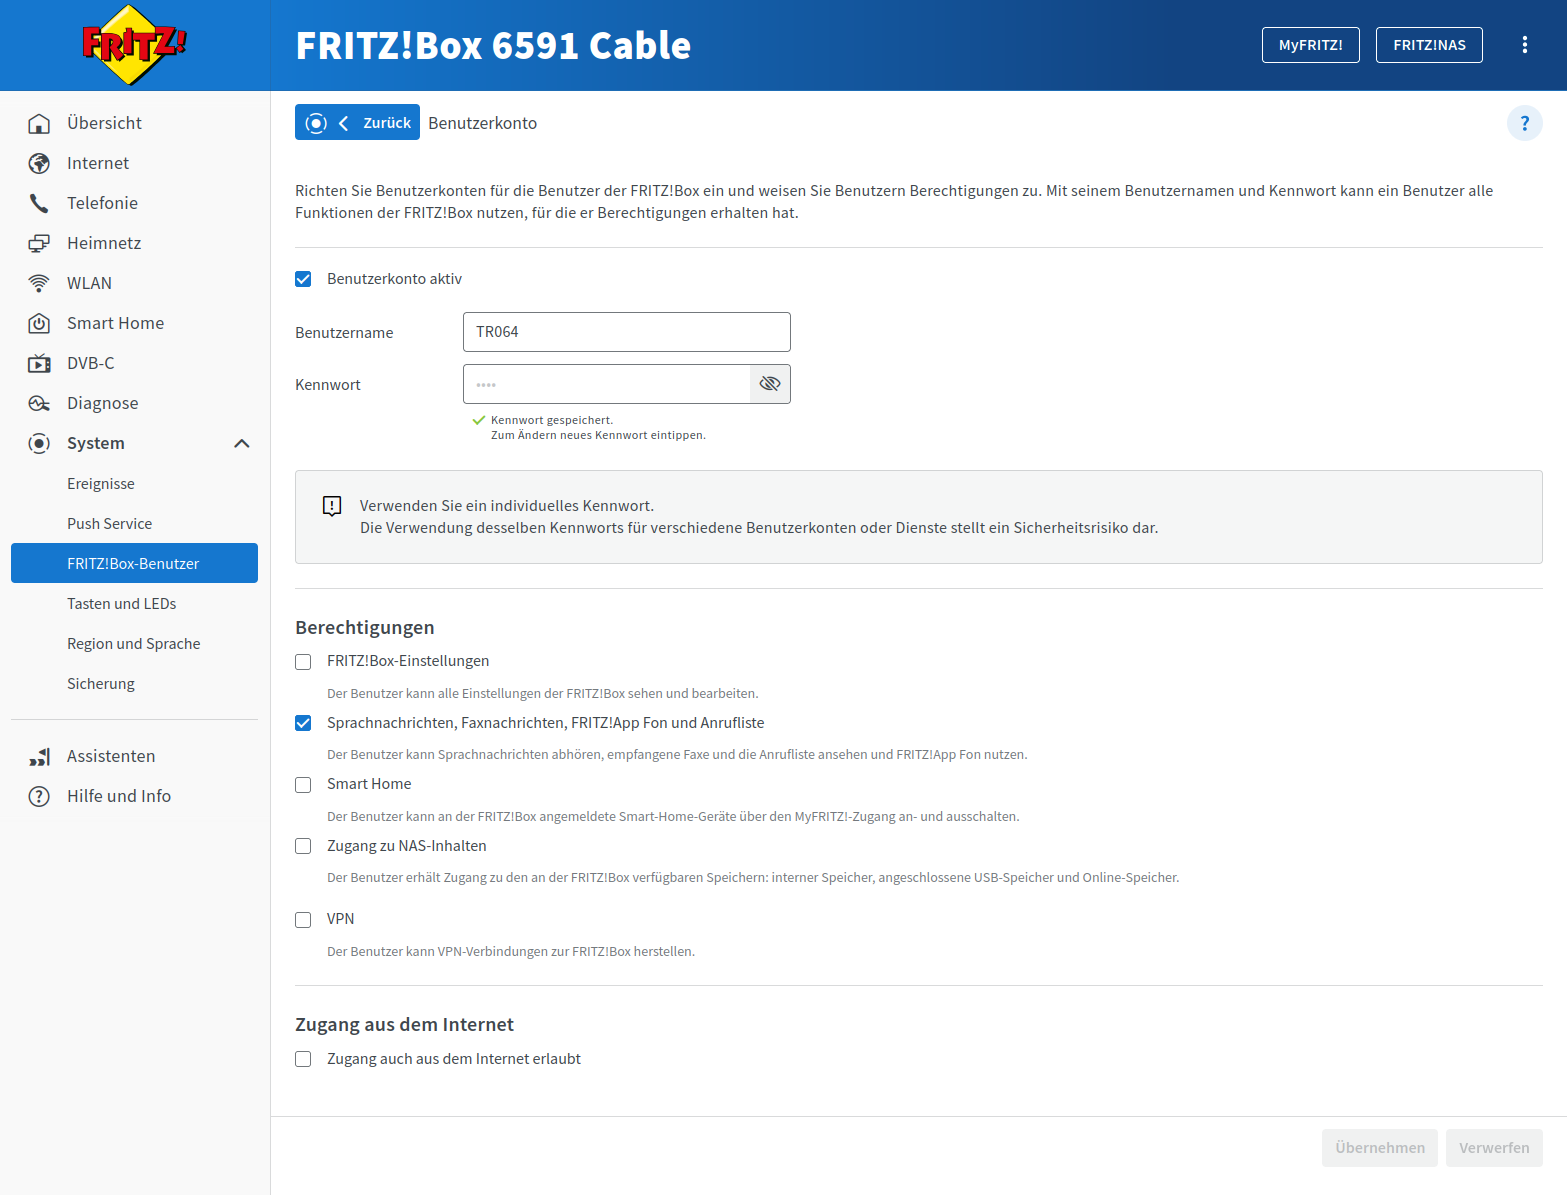 FRITZ!
FRITZ!Box 6591 Cable
MyFRITZ!
FRITZ!NAS
Übersicht
Internet
Telefonie
Heimnetz
WLAN
Smart Home
DVB-C
Diagnose
System
Ereignisse
Push Service
FRITZ!Box-Benutzer
Tasten und LEDs
Region und Sprache
Sicherung
Assistenten
Hilfe und Info
Zurück
Benutzerkonto
?
Richten Sie Benutzerkonten für die Benutzer der FRITZ!Box ein und weisen Sie Benutzern Berechtigungen zu. Mit seinem Benutzernamen und Kennwort kann ein Benutzer alle
Funktionen der FRITZ!Box nutzen, für die er Berechtigungen erhalten hat.
Benutzerkonto aktiv
Benutzername
TR064
Kennwort
****
Kennwort gespeichert.
Zum Ändern neues Kennwort eintippen.
Verwenden Sie ein individuelles Kennwort.
Die Verwendung desselben Kennworts für verschiedene Benutzerkonten oder Dienste stellt ein Sicherheitsrisiko dar.
Berechtigungen
FRITZ!Box-Einstellungen
Der Benutzer kann alle Einstellungen der FRITZ!Box sehen und bearbeiten.
Sprachnachrichten, Faxnachrichten, FRITZ!App Fon und Anrufliste
Der Benutzer kann Sprachnachrichten abhören, empfangene Faxe und die Anrufliste ansehen und FRITZ!App Fon nutzen.
Smart Home
Der Benutzer kann an der FRITZ!Box angemeldete Smart-Home-Geräte über den MyFRITZ!-Zugang an- und ausschalten.
Zugang zu NAS-Inhalten
Der Benutzer erhält Zugang zu den an der FRITZ!Box verfügbaren Speichern: interner Speicher, angeschlossene USB-Speicher und Online-Speicher.
VPN
Der Benutzer kann VPN-Verbindungen zur FRITZ!Box herstellen.
Zugang aus dem Internet
Zugang auch aus dem Internet erlaubt
Übernehmen
Verwerfen